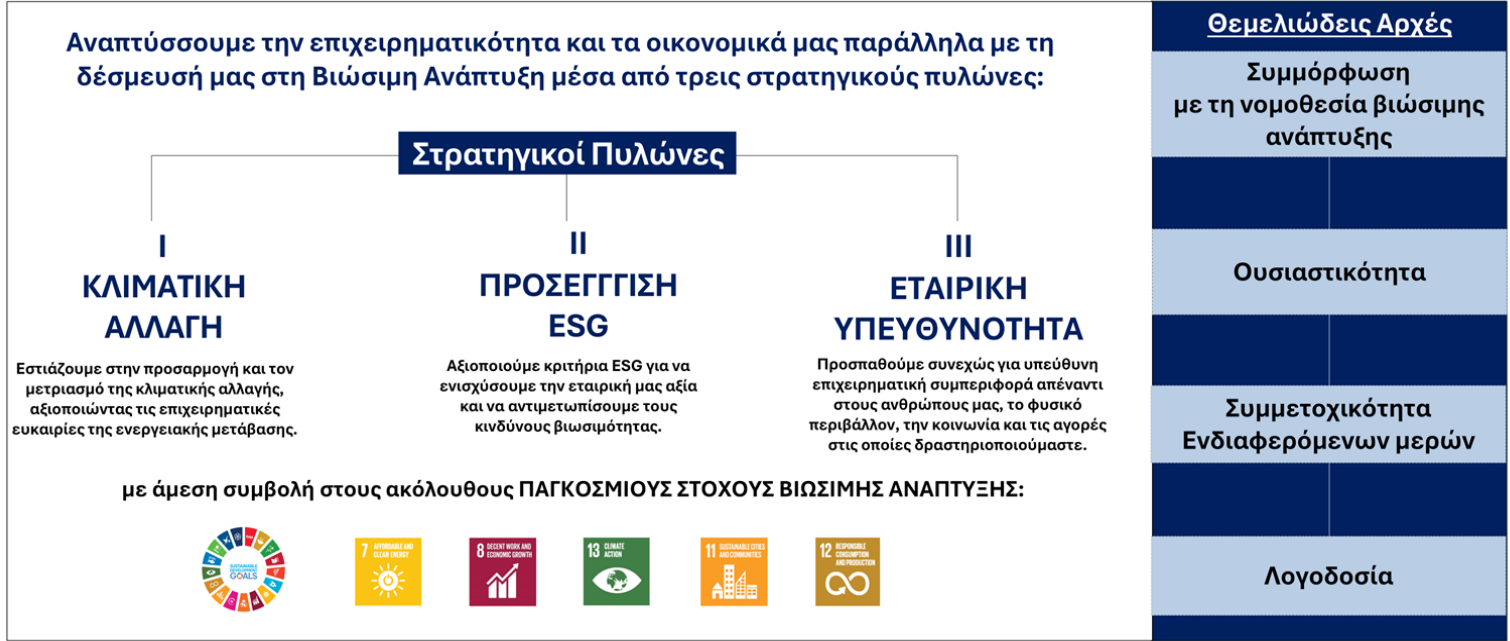 Αναπτύσσουμε την επιχειρηματικότητα και τα οικονομικά μας παράλληλα με τη
δέσμευσή μας στη Βιώσιμη Ανάπτυξη μέσα από τρεις στρατηγικούς πυλώνες:
Στρατηγικοί Πυλώνες
I
ΚΛΙΜΑΤΙΚΗ
ΑΛΛΑΓΗ
Εστιάζουμε στην προσαρμογή και τον
μετριασμό της κλιματικής αλλαγής,
αξιοποιώντας τις επιχειρηματικές
ευκαιρίες της ενεργειακής μετάβασης.
II
ΠΡΟΣΕΓΓΓΙΣΗ
ESG
Αξιοποιούμε κριτήρια ESG για να
ενισχύσουμε την εταιρική μας αξία
και να αντιμετωπίσουμε τους
κινδύνους βιωσιμότητας.
III
ΕΤΑΙΡΙΚΗ
ΥΠΕΥΘΥΝΟΤΗΤΑ
Προσπαθούμε συνεχώς για υπεύθυνη
επιχειρηματική συμπεριφορά απέναντι
στους ανθρώπους μας, το φυσικό
περιβάλλον, την κοινωνία και τις αγορές
στις οποίες δραστηριοποιούμαστε.
με άμεση συμβολή στους ακόλουθους ΠΑΓΚΟΣΜΙΟΥΣ ΣΤΟΧΟΥΣ ΒΙΩΣΙΜΗΣ ΑΝΑΠΤΥΞΗΣ:
SUSTAINABLE
DEVELOPMENT
GOALS
7 AFFORDABLE AND
CLEAN ENERGY
8 DECENT WORK AND
ECONOMIC GROWTH
13 CLIMATE
ACTION
11 SUSTAINABLE CITIES
AND COMMUNITIES
12 RESPONSIBLE
CONSUMPTION
AND PRODUCTION
Θεμελιώδεις Αρχές
Συμμόρφωση
με τη νομοθεσία βιώσιμης
ανάπτυξης
Ουσιαστικότητα
Συμμετοχικότητα
Ενδιαφερόμενων μερών
Λογοδοσία